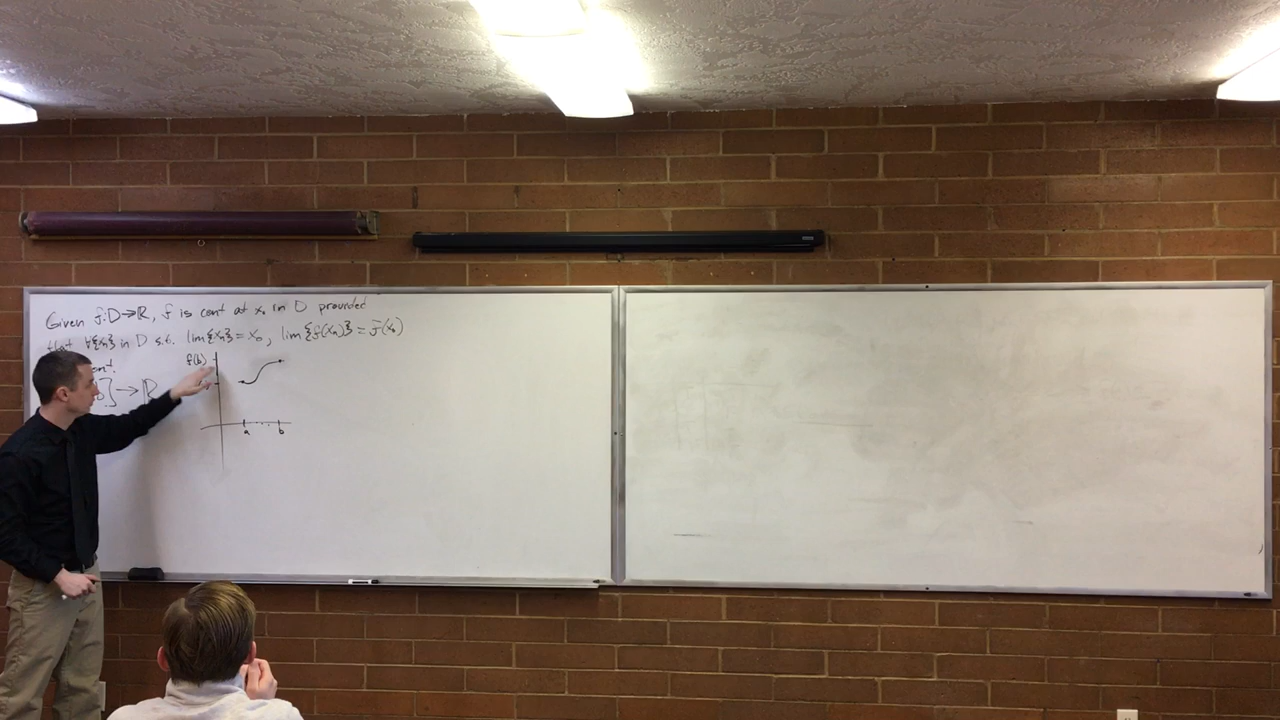 Given f: D→ℝ, f is cont at x₀ in D provided
that ∀{xₙ} in D s.t. lim{xₙ} = x₀, lim{f(xₙ)} = f(x₀)
f(b)
] → ℝ
a b